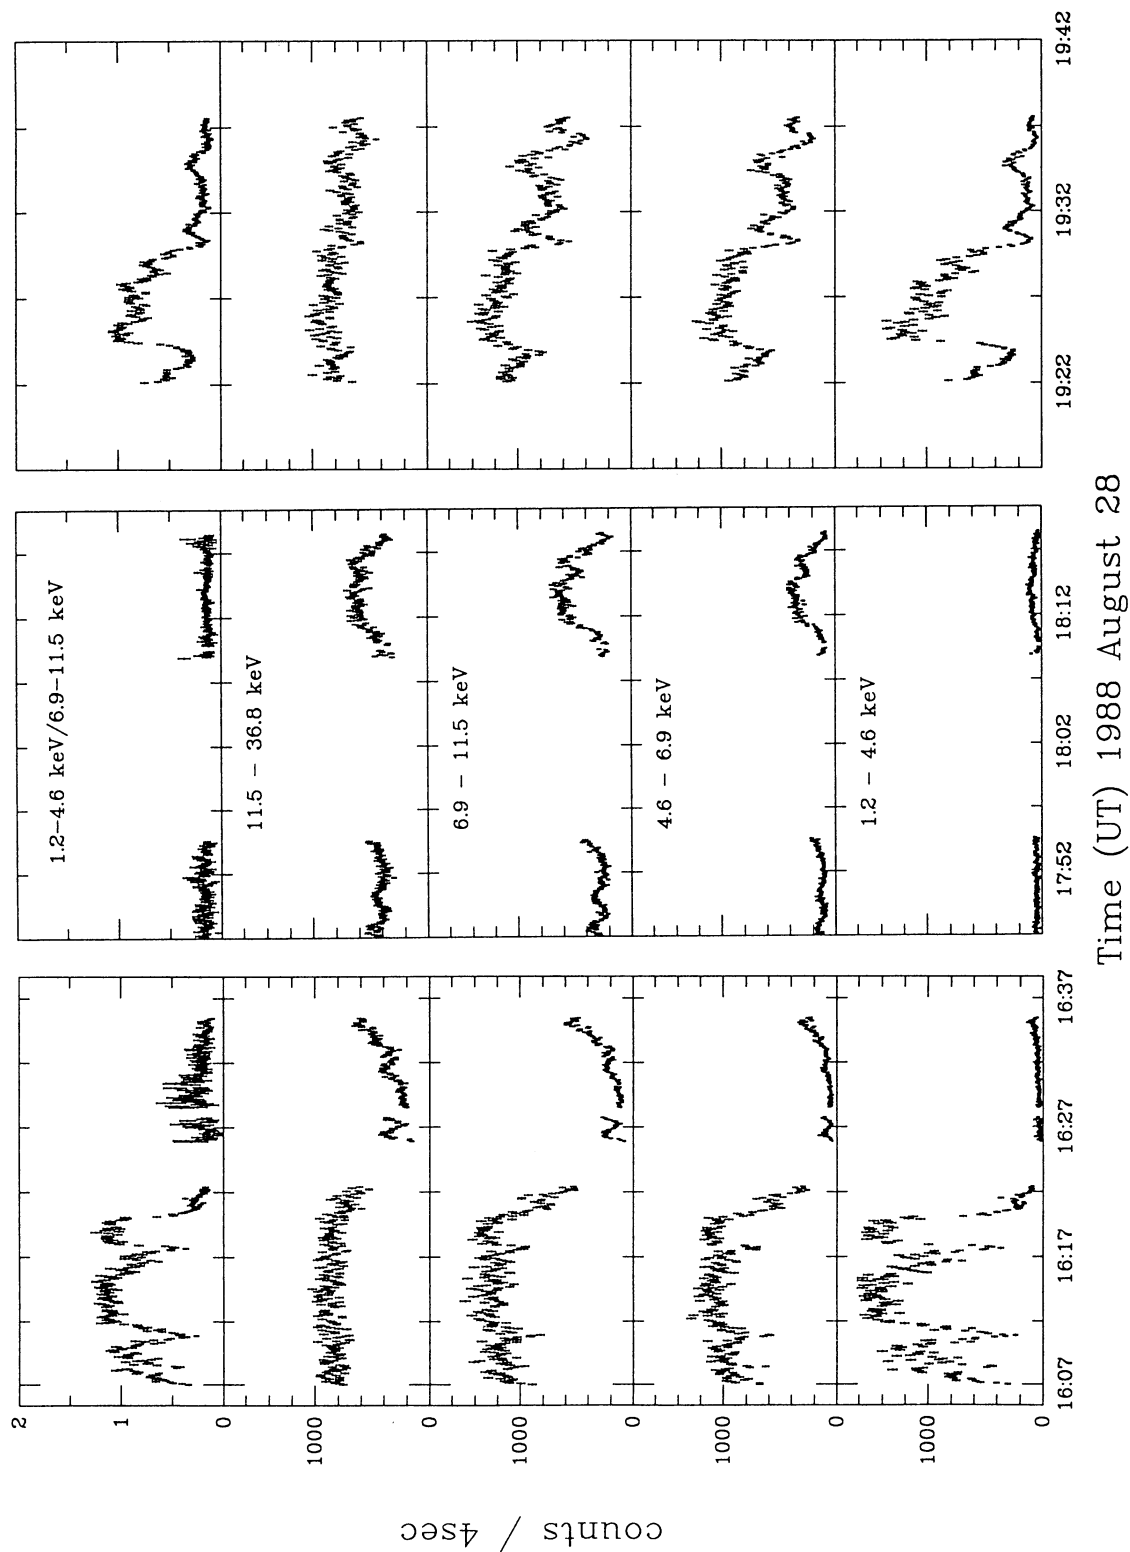 1.2−4.6 keV/6.9−11.5 keV
11.5 − 36.8 keV
6.9 − 11.5 keV
4.6 − 6.9 keV
1.2 − 4.6 keV
2
1
0
1000
0
1000
0
1000
0
1000
0
counts / 4sec
16:07 16:17 16:27 16:37 17:52 18:02 18:12 19:22 19:32 19:42
Time (UT) 1988 August 28